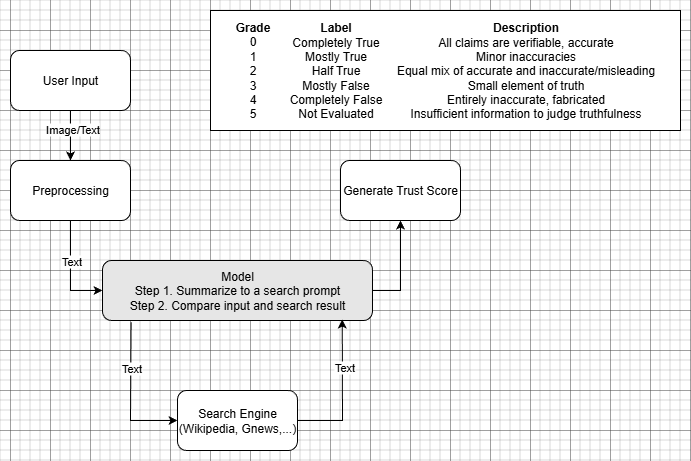 Grade Label Description
0 Completely True All claims are verifiable, accurate
1 Mostly True Minor inaccuracies
2 Half True Equal mix of accurate and inaccurate/misleading
3 Mostly False Small element of truth
4 Completely False Entirely inaccurate, fabricated
5 Not Evaluated Insufficient information to judge truthfulness
User Input
Image/Text
Preprocessing
Generate Trust Score
Text
Model
Step 1. Summarize to a search prompt
Step 2. Compare input and search result
Text
Text
Search Engine
(Wikipedia, Gnews,...)